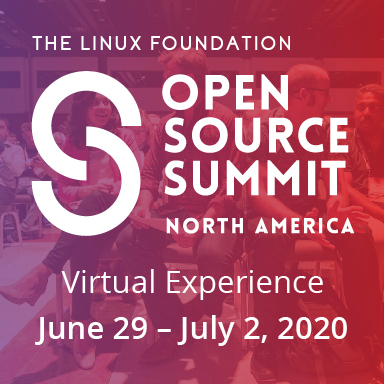 THE LINUX FOUNDATION
OPEN
SOURCE
SUMMIT
NORTH AMERICA
Virtual Experience
June 29 – July 2, 2020